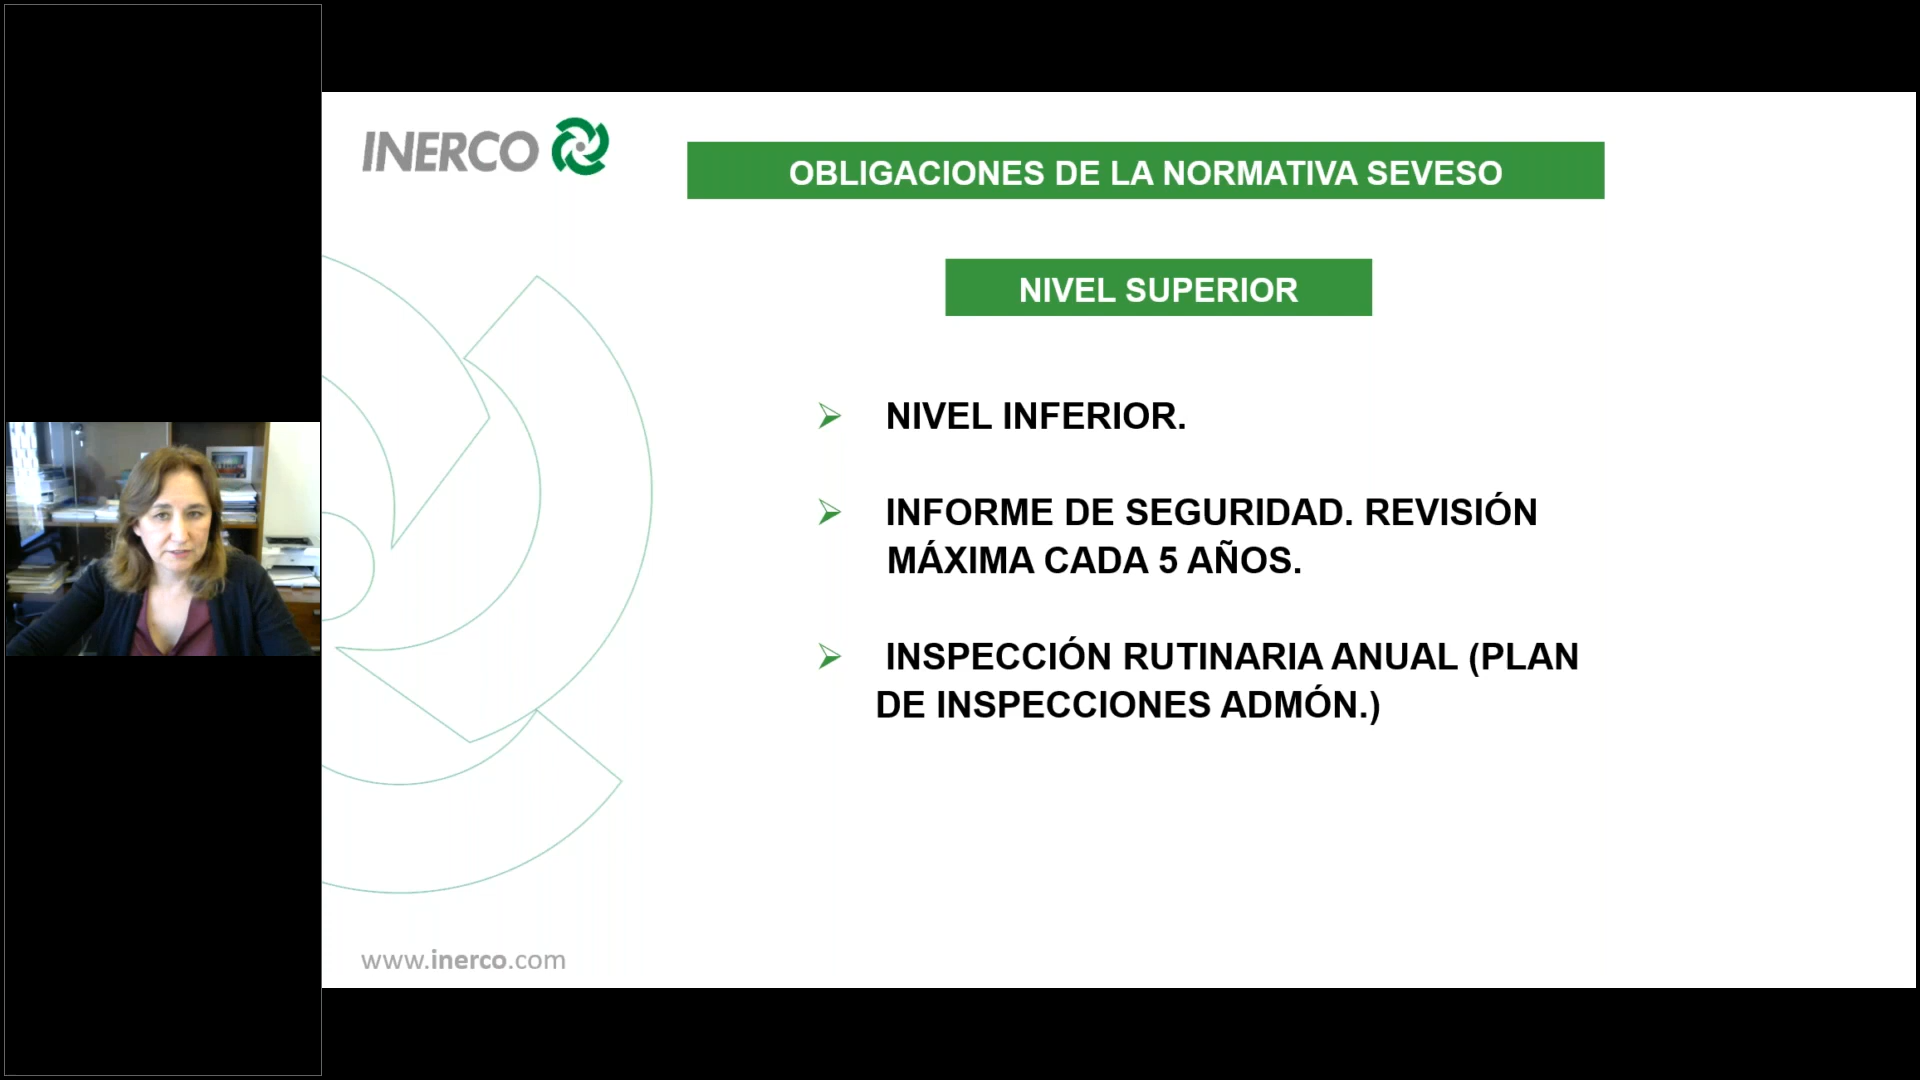 INERCO
OBLIGACIONES DE LA NORMATIVA SEVESO
NIVEL SUPERIOR
NIVEL INFERIOR.
INFORME DE SEGURIDAD. REVISIÓN
MÁXIMA CADA 5 AÑOS.
INSPECCIÓN RUTINARIA ANUAL (PLAN
DE INSPECCIONES ADMÓN.)
www.inerco.com